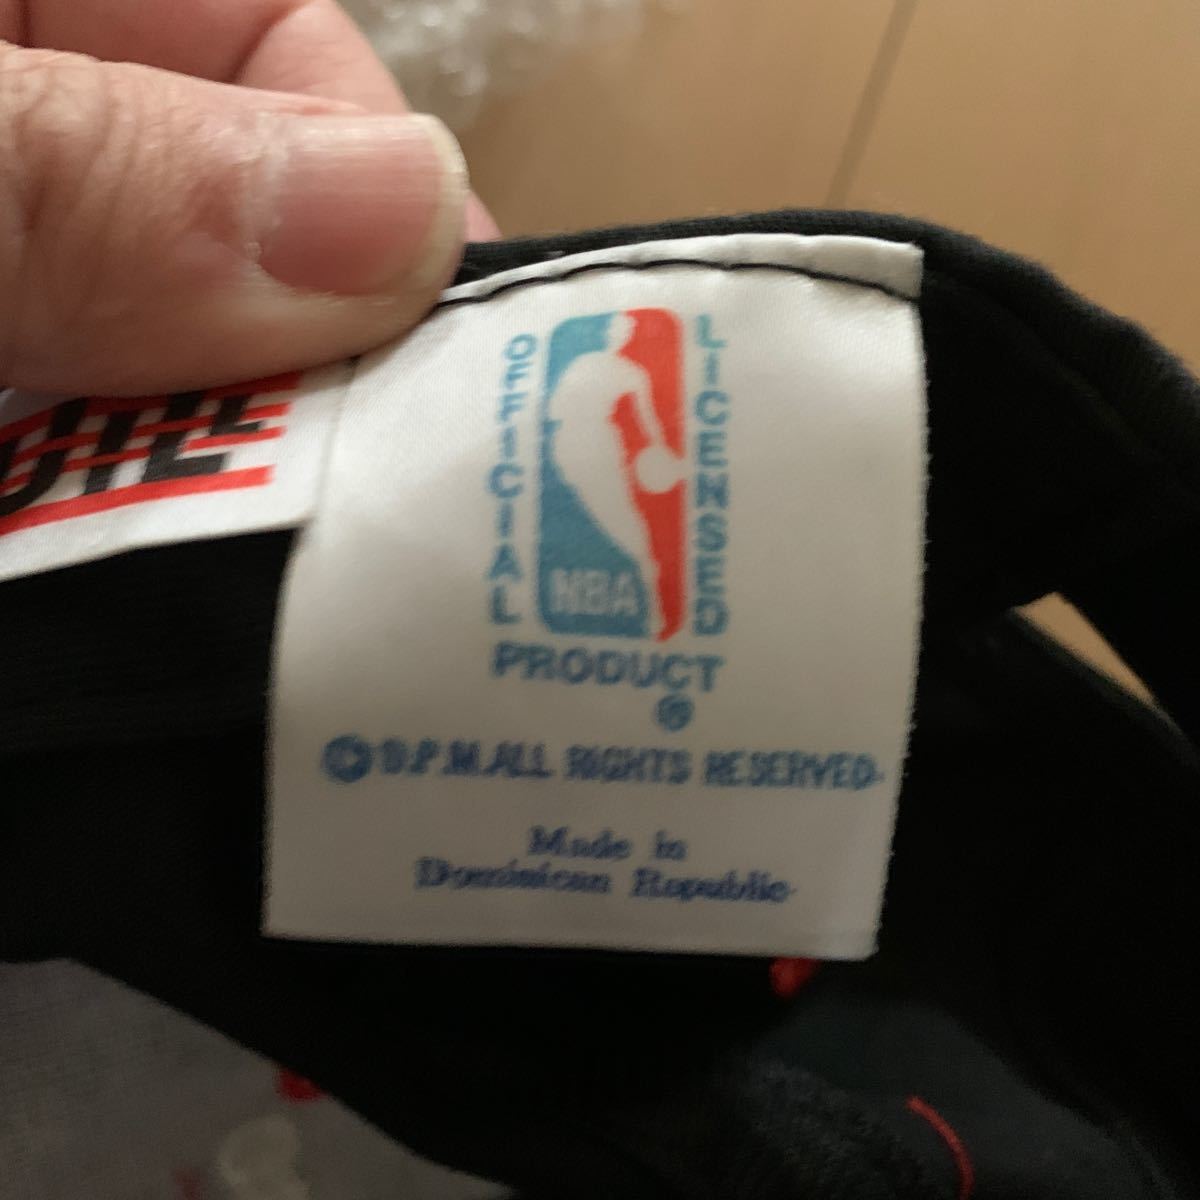 OFFICIAL
LICENSED
NBA
PRODUCT
®
© D.P.M. ALL RIGHTS RESERVED.
Made in
Dominican Republic